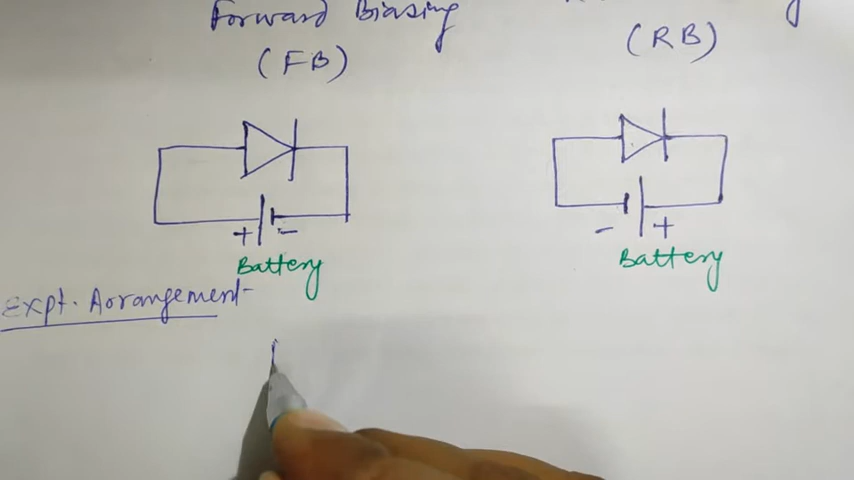 Forward Biasing
(FB)
(RB)
+ -
- +
Battery
Battery
Expt. Arrangement-